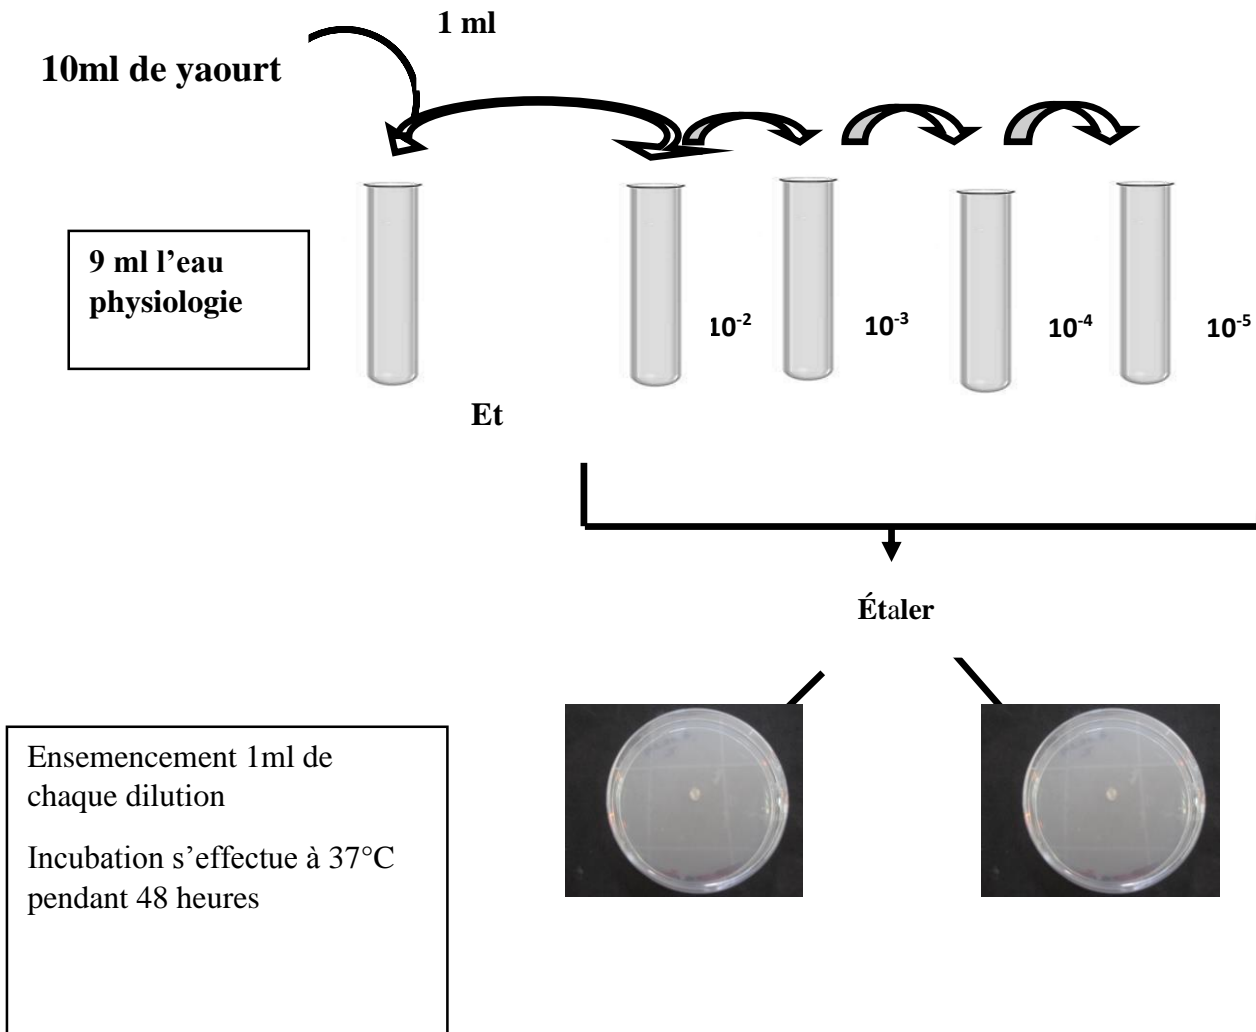 1 ml
10ml de yaourt
9 ml l’eau
physiologie
10⁻²
10⁻³
10⁻⁴
10⁻⁵
Et
Étaler
Ensemencement 1ml de
chaque dilution
Incubation s’effectue à 37°C
pendant 48 heures